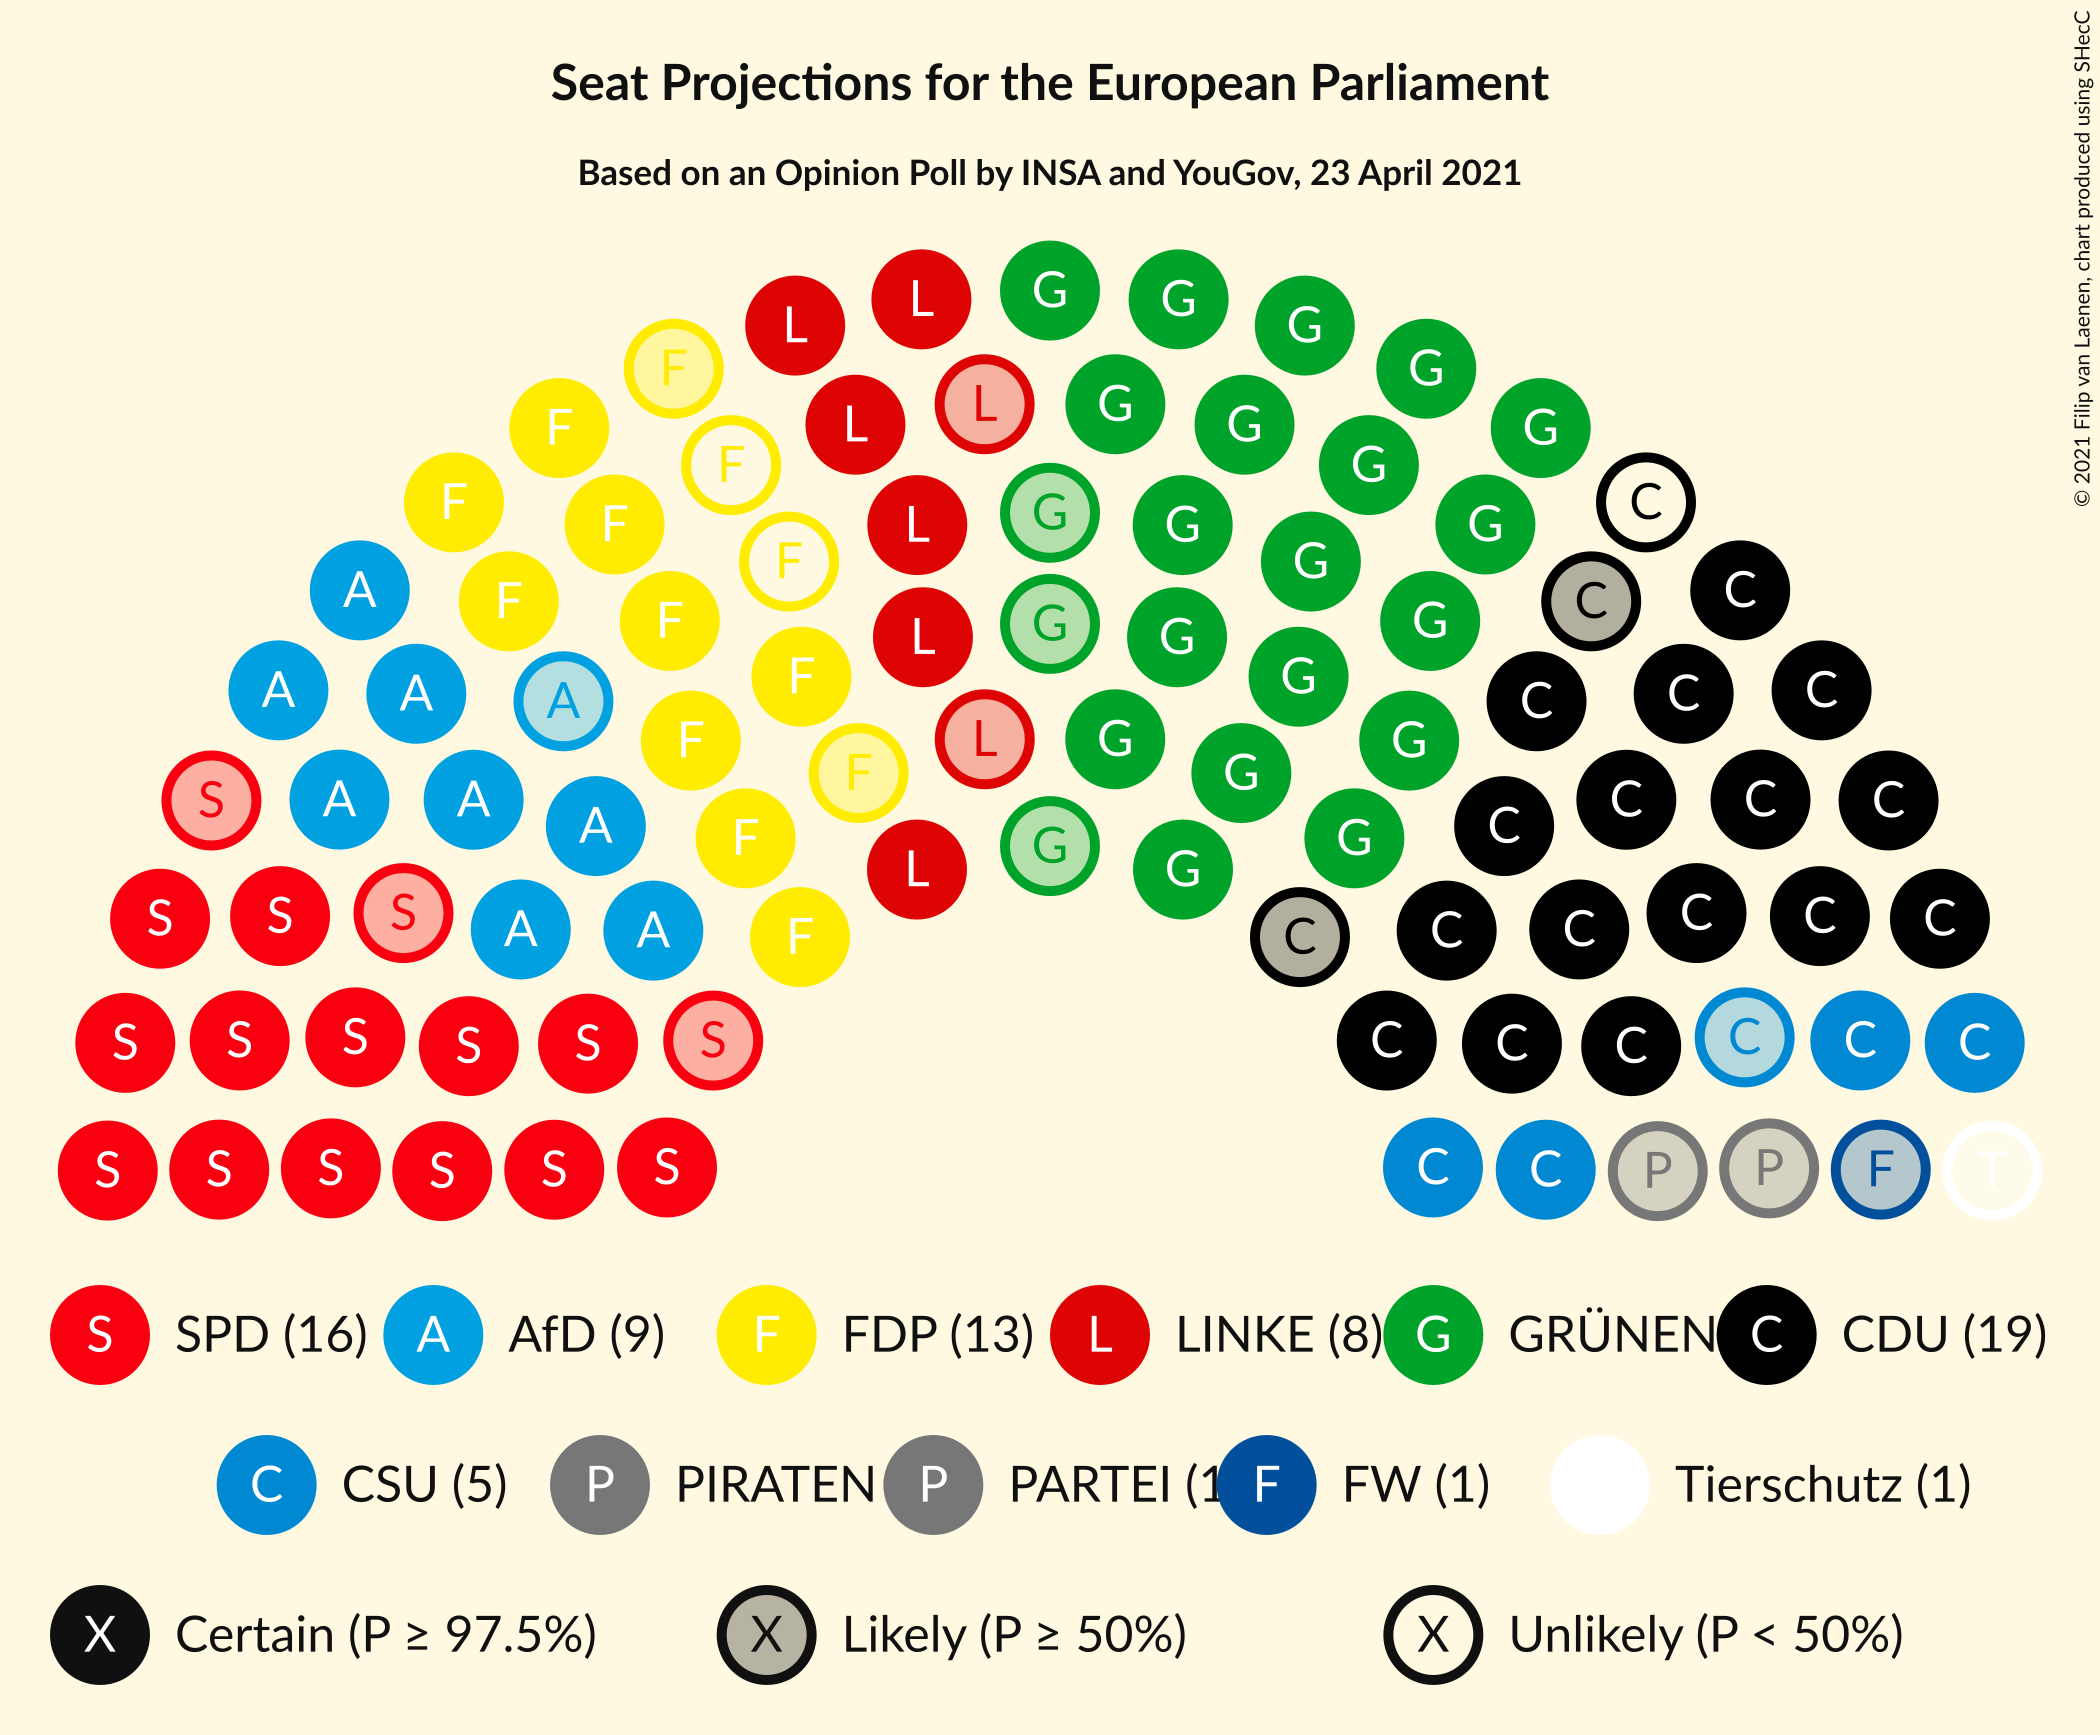 © 2021 Filip van Laenen, chart produced using SHecC
Seat Projections for the European Parliament
Based on an Opinion Poll by INSA and YouGov, 23 April 2021
L L G G G
F F L L G G G G
F F F L G G G G C
A F F F L G G G G C C
A A A F F L G G G C C C
S A A A F F G G G C C C C
S S S A A F L G C C C C C C
S S S S S S C C C C C C
S S S S S S C C P P F T
S SPD (16) A AfD (9) F FDP (13) L LINKE (8) G GRÜNEN C CDU (19)
C CSU (5) P PIRATEN P PARTEI (1 F FW (1) Tierschutz (1)
X Certain (P ≥ 97.5%) X Likely (P ≥ 50%) X Unlikely (P < 50%)